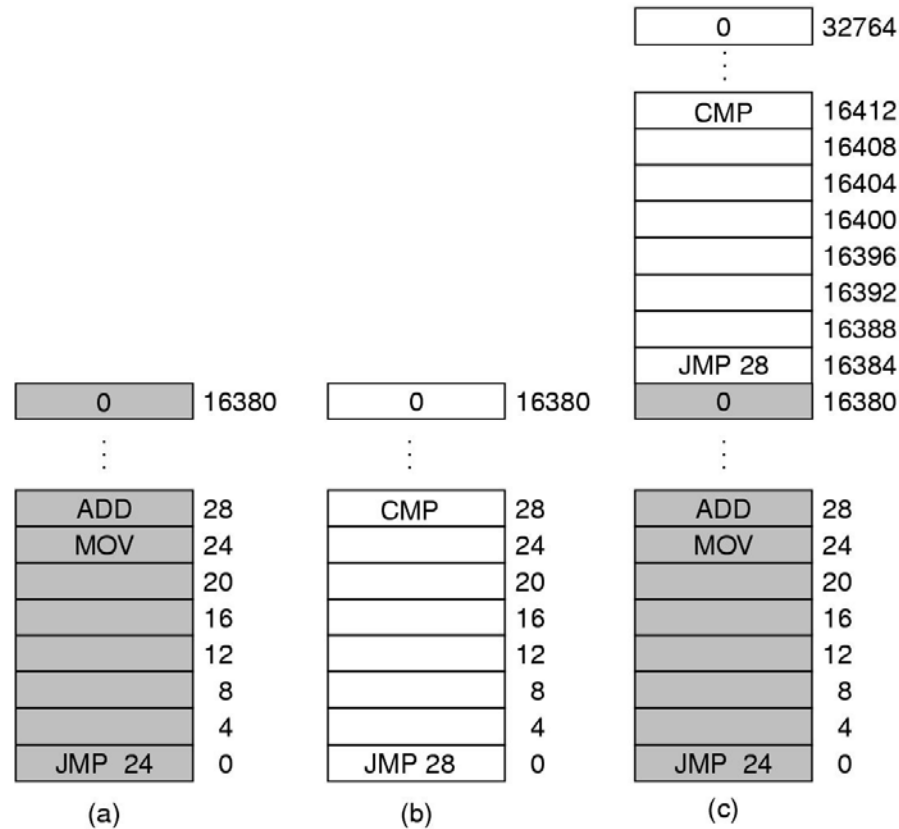 0 32764
CMP 16412
16408
16404
16400
16396
16392
16388
JMP 28 16384
0 16380 0 16380 0 16380
ADD 28 CMP 28 ADD 28
MOV 24 24 MOV 24
20 20 20
16 16 16
12 12 12
8 8 8
4 4 4
JMP 24 0 JMP 28 0 JMP 24 0
(a) (b) (c)